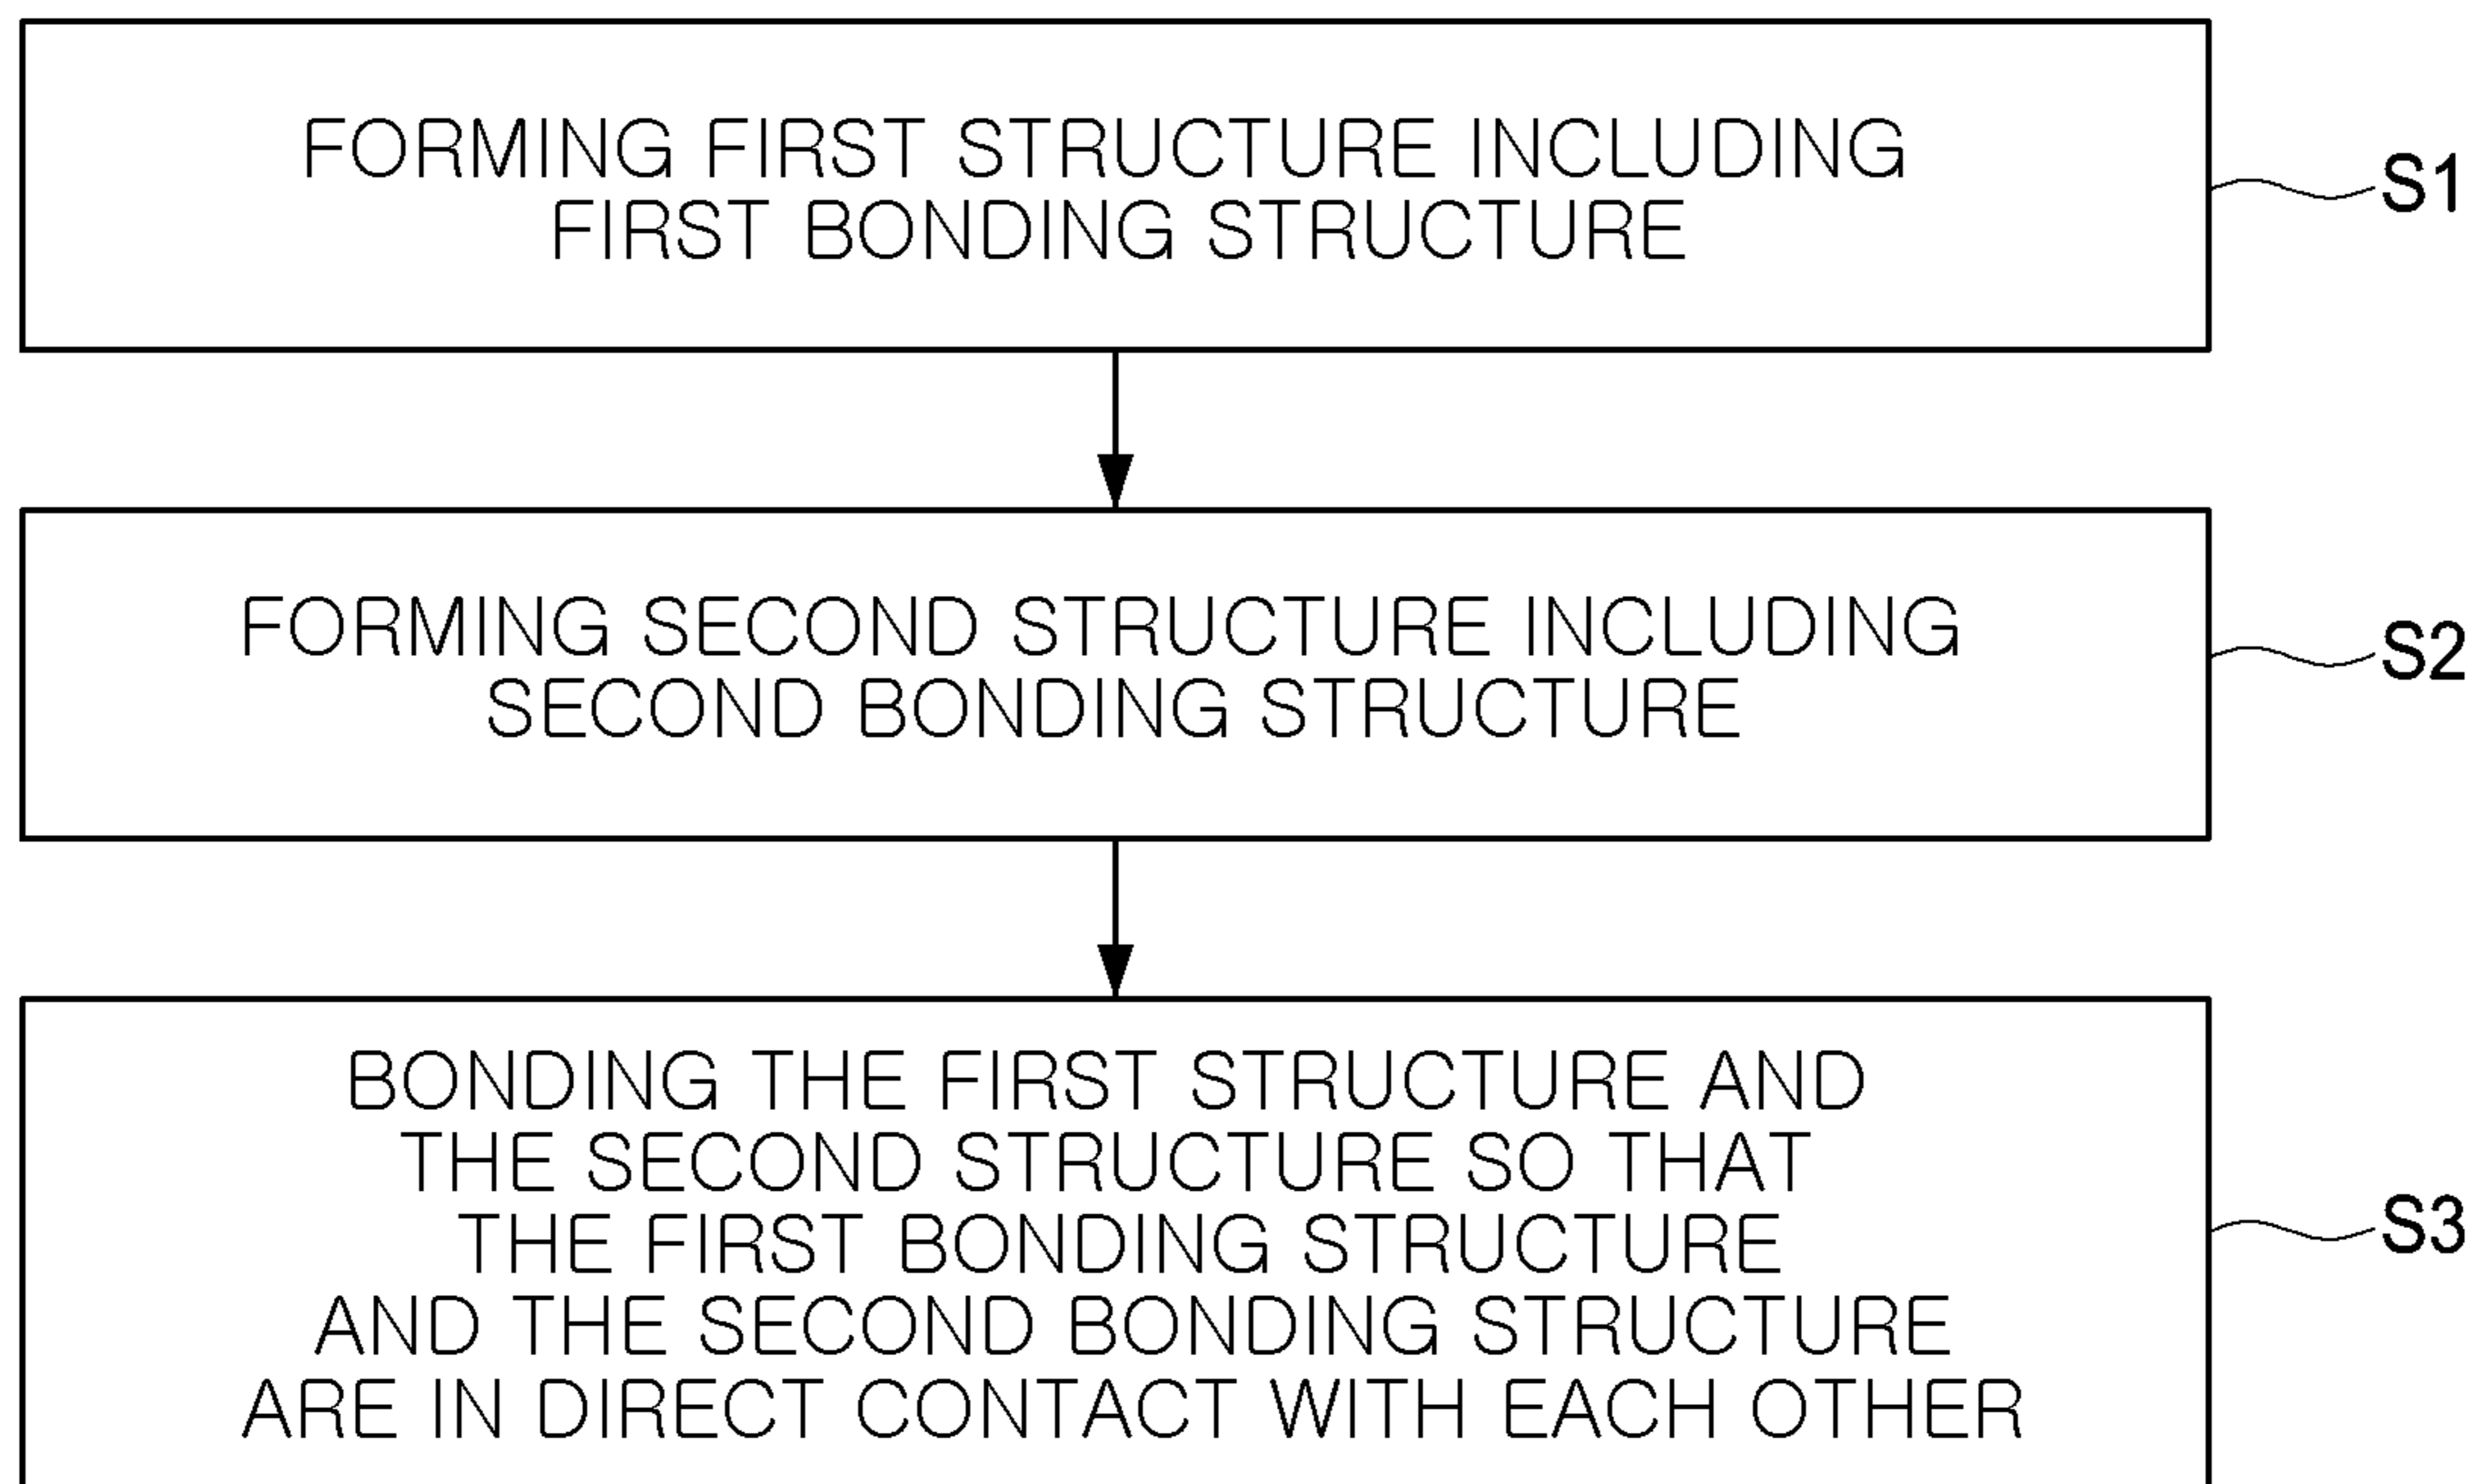 FORMING FIRST STRUCTURE INCLUDING
FIRST BONDING STRUCTURE
S1
FORMING SECOND STRUCTURE INCLUDING
SECOND BONDING STRUCTURE
S2
BONDING THE FIRST STRUCTURE AND
THE SECOND STRUCTURE SO THAT
THE FIRST BONDING STRUCTURE
AND THE SECOND BONDING STRUCTURE
ARE IN DIRECT CONTACT WITH EACH OTHER
S3